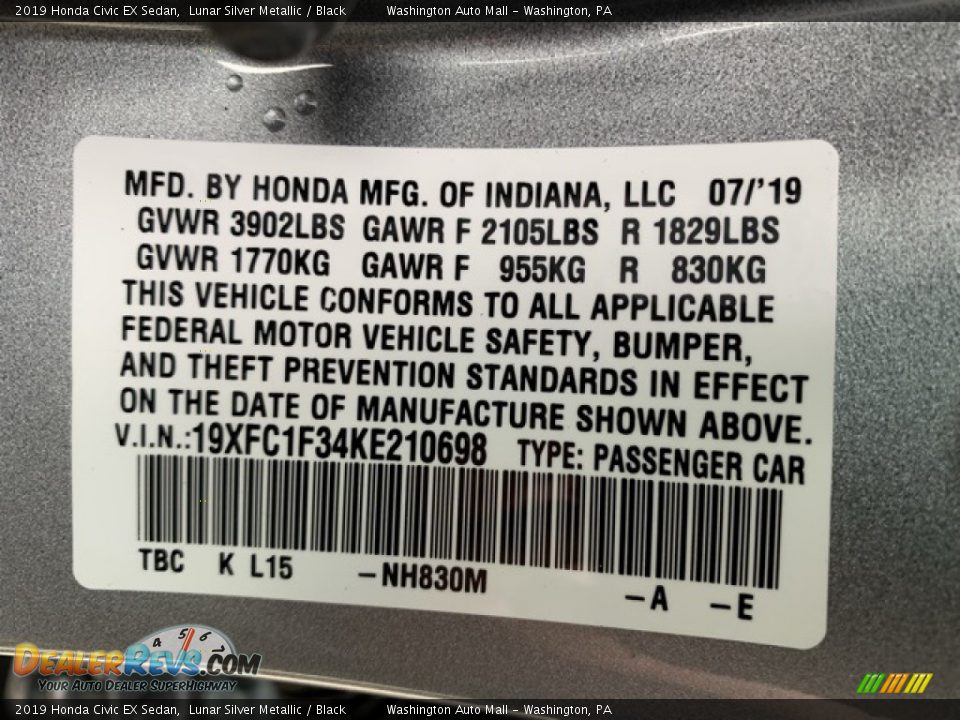 2019 Honda Civic EX Sedan,  Lunar Silver Metallic / Black          Washington Auto Mall - Washington, PA
MFD. BY HONDA MFG. OF INDIANA, LLC   07/'19
GVWR 3902LBS  GAWR F 2105LBS  R 1829LBS
GVWR 1770KG  GAWR F  955KG  R  830KG
THIS VEHICLE CONFORMS TO ALL APPLICABLE
FEDERAL MOTOR VEHICLE SAFETY, BUMPER,
AND THEFT PREVENTION STANDARDS IN EFFECT
ON THE DATE OF MANUFACTURE SHOWN ABOVE.
V.I.N.:19XFC1F34KE210698  TYPE: PASSENGER CAR
TBC  K L15  -NH830M  -A  -E
4 5 6 7
DEALERREVS.COM
YOUR AUTO DEALER SUPERHIGHWAY
2019 Honda Civic EX Sedan,  Lunar Silver Metallic / Black          Washington Auto Mall - Washington, PA